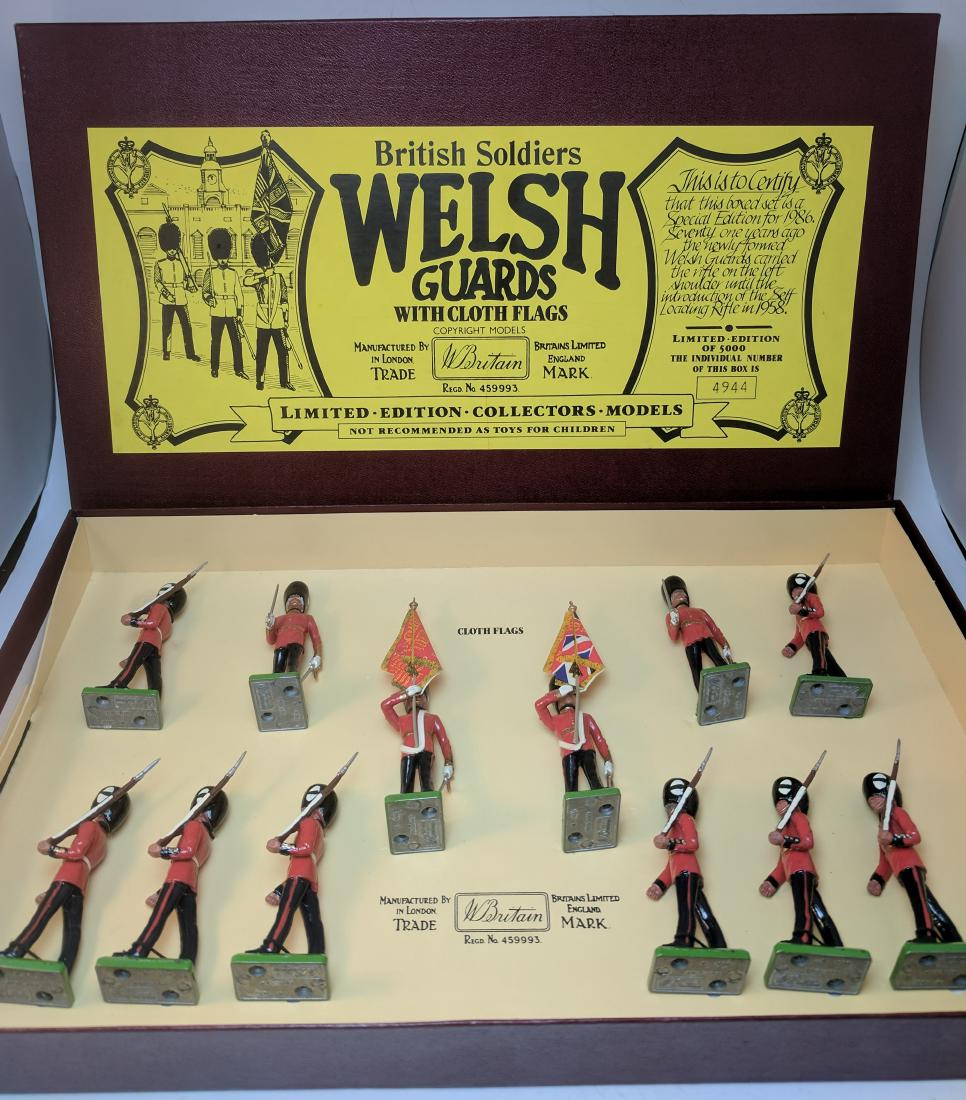 British Soldiers
WELSH
GUARDS
WITH CLOTH FLAGS
COPYRIGHT MODELS
MANUFACTURED BY
IN LONDON
TRADE
W. Britain
BRITAINS LIMITED
ENGLAND
MARK.
REGD. No. 459993.
LIMITED·EDITION·COLLECTORS·MODELS
NOT RECOMMENDED AS TOYS FOR CHILDREN
This is to Certify
that this boxed set is a
Special Edition for 1986.
Seventy one years ago
the newly formed
Welsh Guards carried
the rifle on the left
shoulder until the
introduction of the Self
Loading Rifle in 1958.
LIMITED·EDITION
OF 5000
THE INDIVIDUAL NUMBER
OF THIS BOX IS
4944
CLOTH FLAGS
MANUFACTURED BY
IN LONDON
TRADE
W. Britain
BRITAINS LIMITED
ENGLAND
MARK.
REGD. No. 459993.